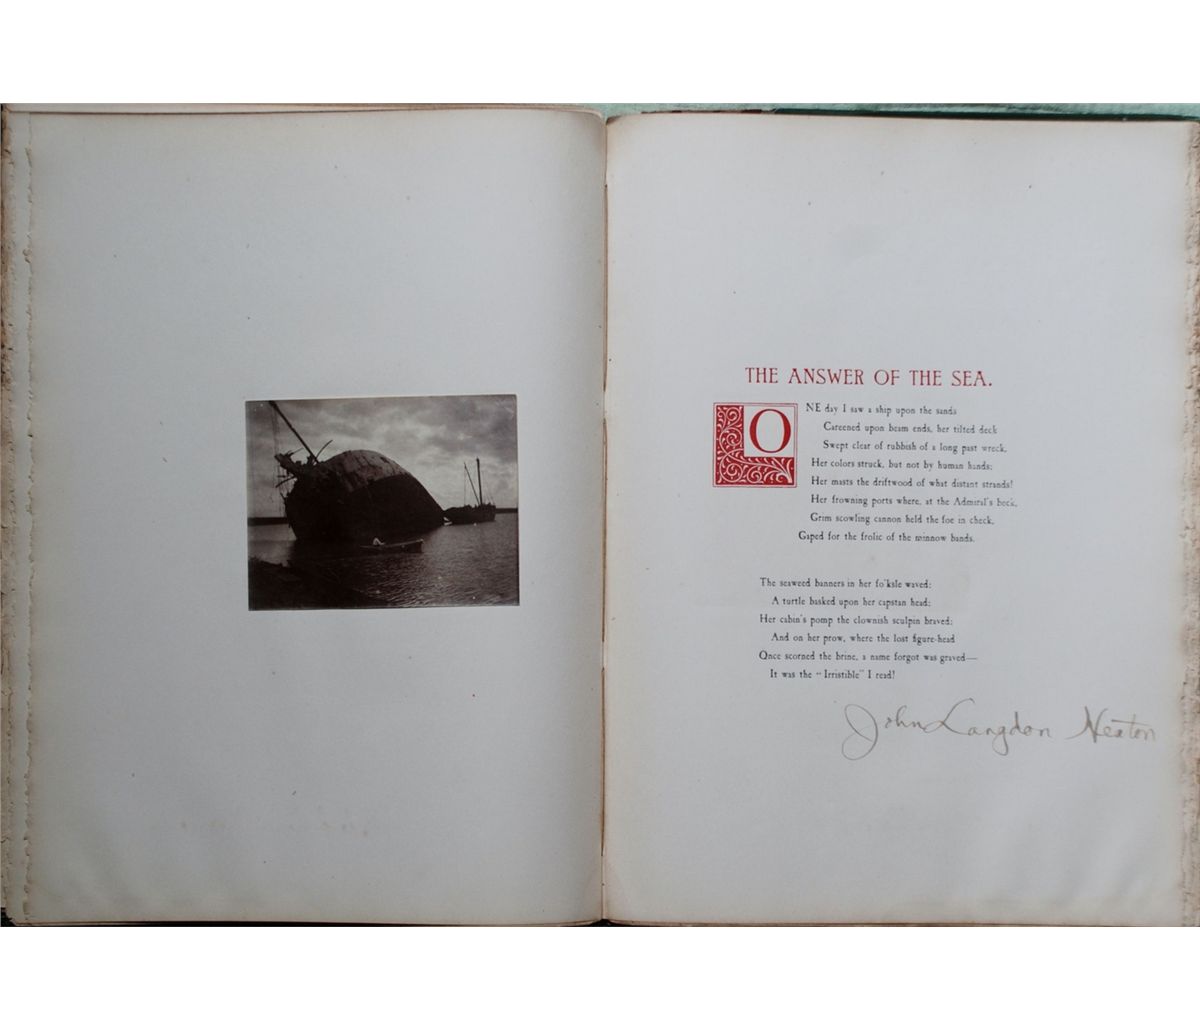 THE ANSWER OF THE SEA.
ONE day I saw a ship upon the sands
Careened upon beam ends, her tilted deck
Swept clear of rubbish of a long past wreck,
Her colors struck, but not by human hands;
Her masts the driftwood of what distant strands!
Her frowning ports where, at the Admiral's beck,
Grim scowling cannon held the foe in check,
Gaped for the frolic of the minnow bands.
The seaweed banners in her fo'ksle waved;
A turtle basked upon her capstan head;
Her cabin's pomp the clownish sculpin braved;
And on her prow, where the lost figure-head
Once scorned the brine, a name forgot was graved—
It was the "Irristible" I read!
John Langdon Heaton